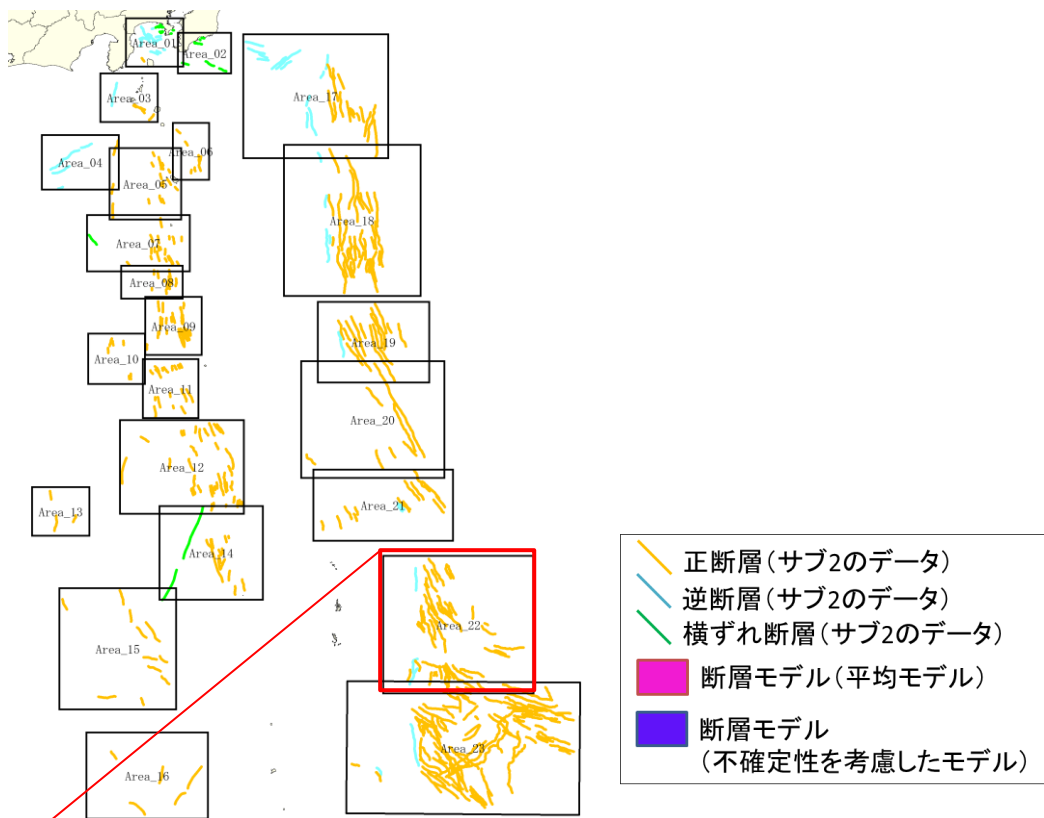 Area_01
Area_02
Area_03
Area_17
Area_06
Area_04
Area_05
Area_18
Area_07
Area_08
Area_09
Area_19
Area_10
Area_11
Area_20
Area_12
Area_13
Area_21
Area_14
Area_22
Area_15
Area_23
Area_16
正断層(サブ2のデータ)
逆断層(サブ2のデータ)
横ずれ断層(サブ2のデータ)
断層モデル(平均モデル)
断層モデル
(不確定性を考慮したモデル)